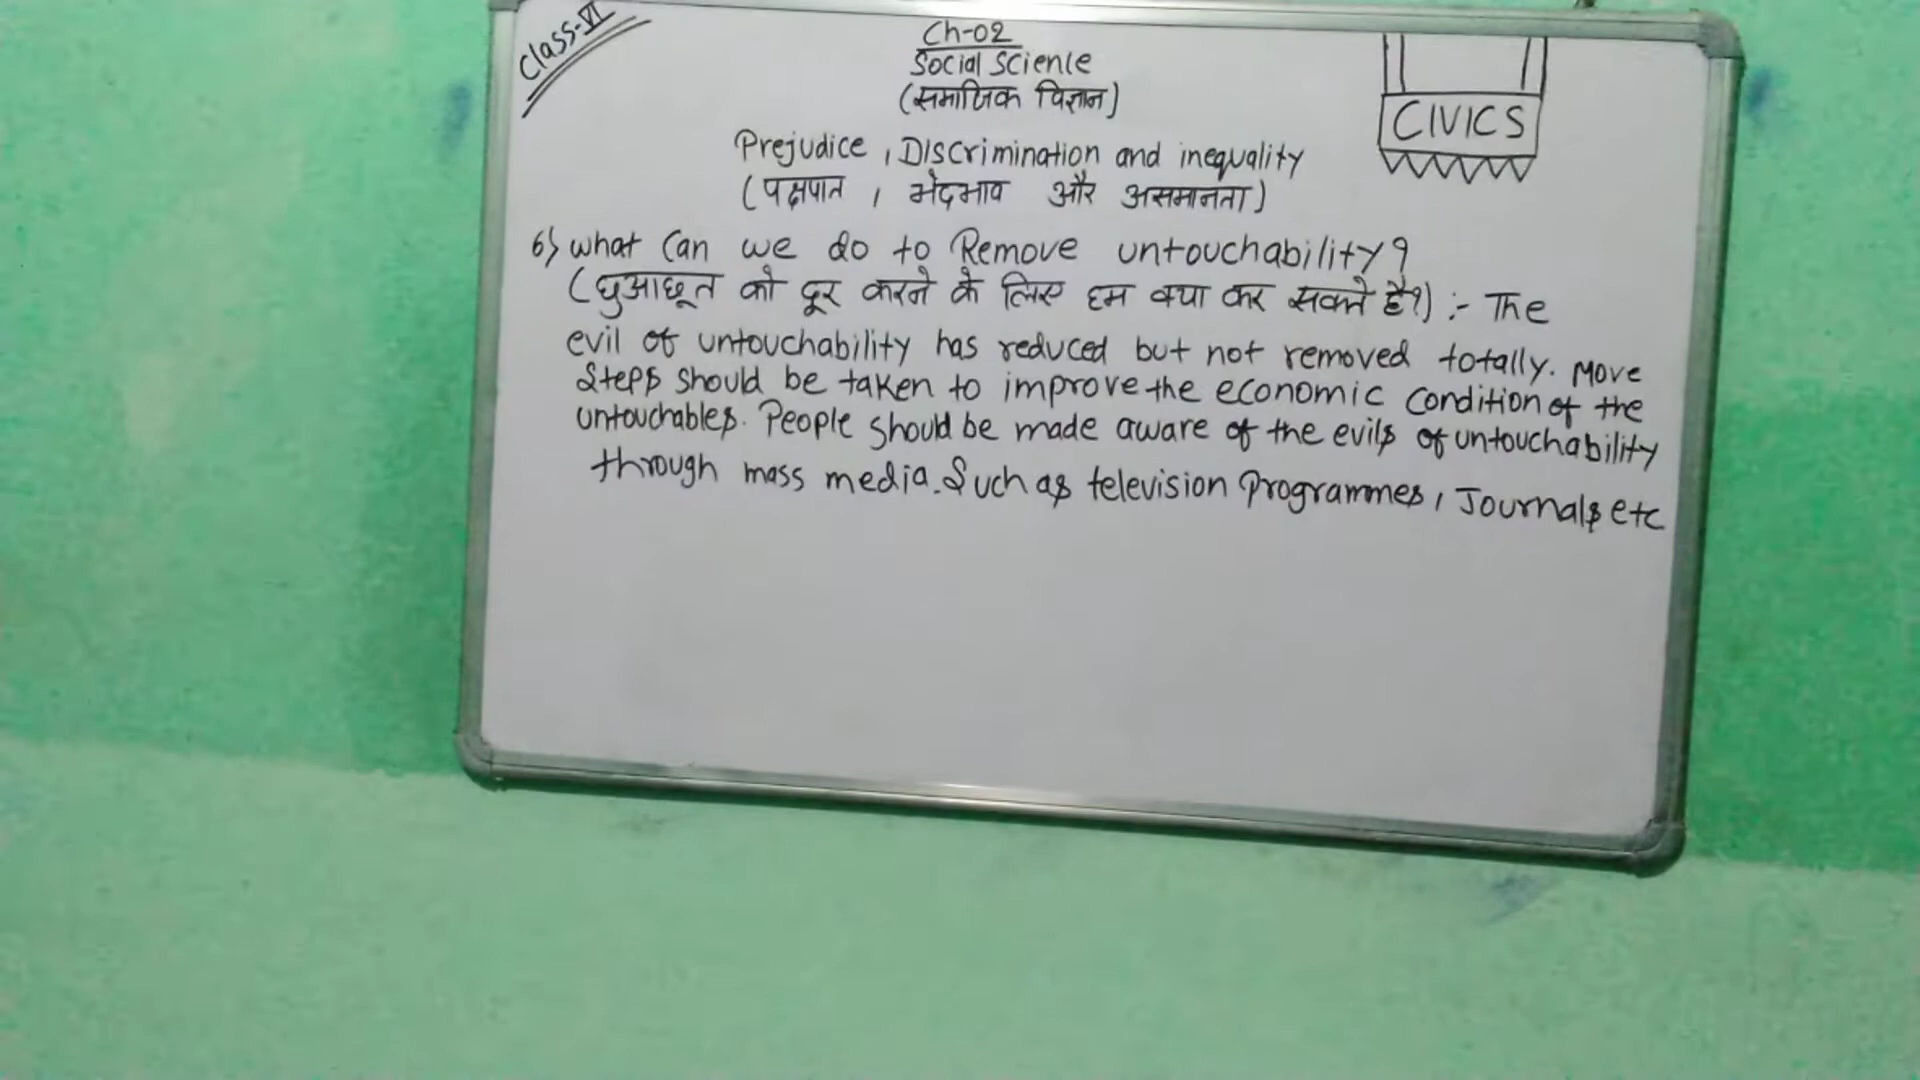 Class-VI
Ch-02
Social Science
(समाजिक विज्ञान)
CIVICS
Prejudice, Discrimination and inequality
(पक्षपात, भेदभाव और असमानता)
6) what Can we do to Remove untouchability?
(छुआछूत को दूर करने के लिए हम क्या कर सकते है?) :- The
evil of untouchability has reduced but not removed totally. Move
Steps should be taken to improve the economic Condition of the
untouchables. People should be made aware of the evils of untouchability
through mass media. Such as television Programmes, Journals etc